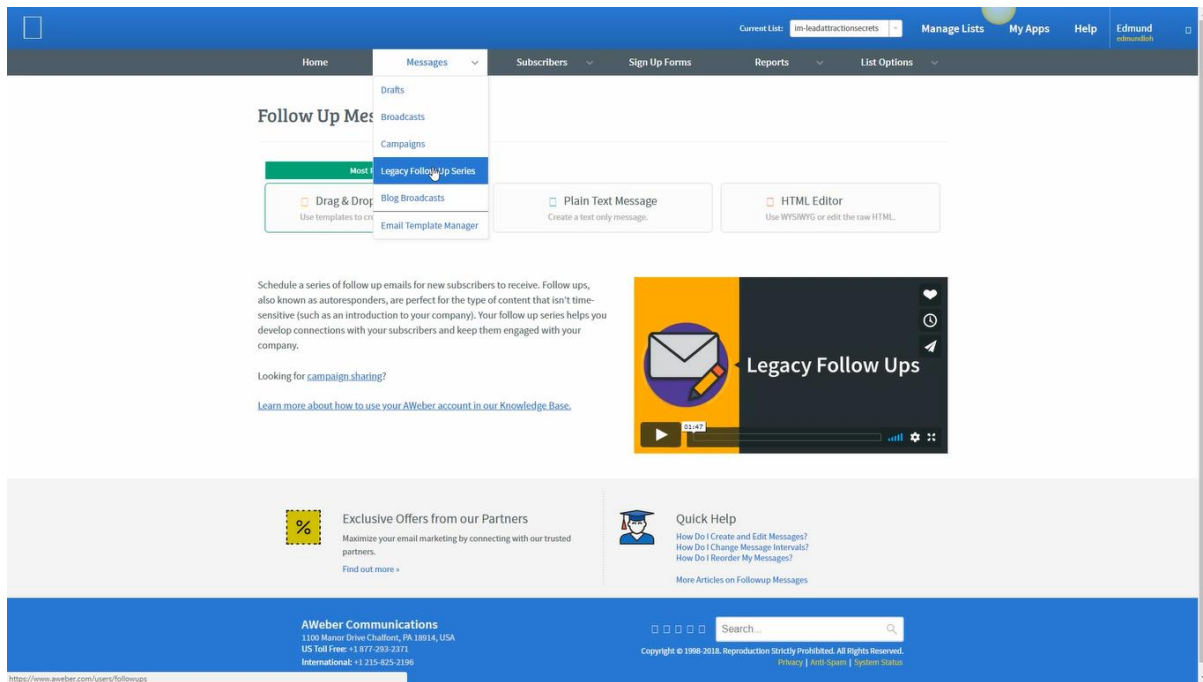 Current List: im-leadattractionsecrets Manage Lists My Apps Help Edmund
edmundloh
Home Messages Subscribers Sign Up Forms Reports List Options
Drafts
Broadcasts
Campaigns
Legacy Follow Up Series
Blog Broadcasts
Email Template Manager
Follow Up Mes
Most
Drag & Drop
Use templates to cre
Plain Text Message
Create a text only message.
HTML Editor
Use WYSIWYG or edit the raw HTML.
Schedule a series of follow up emails for new subscribers to receive. Follow ups,
also known as autoresponders, are perfect for the type of content that isn't time-
sensitive (such as an introduction to your company). Your follow up series helps you
develop connections with your subscribers and keep them engaged with your
company.
Looking for campaign sharing?
Learn more about how to use your AWeber account in our Knowledge Base.
Legacy Follow Ups
01:47
%
Exclusive Offers from our Partners
Maximize your email marketing by connecting with our trusted
partners.
Find out more »
Quick Help
How Do I Create and Edit Messages?
How Do I Change Message Intervals?
How Do I Reorder My Messages?
More Articles on Followup Messages
AWeber Communications
1100 Manor Drive Chalfont, PA 18914, USA
US Toll Free: +1 877-293-2371
International: +1 215-825-2196
Search...
Copyright © 1998-2018. Reproduction Strictly Prohibited. All Rights Reserved.
Privacy | Anti-Spam | System Status
https://www.aweber.com/users/followups